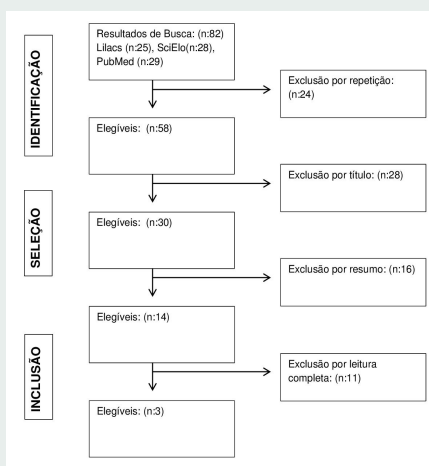 IDENTIFICAÇÃO
Resultados de Busca: (n:82)
Lilacs (n:25), SciElo(n:28),
PubMed (n:29)
Exclusão por repetição:
(n:24)
Elegíveis: (n:58)
Exclusão por título: (n:28)
SELEÇÃO
Elegíveis: (n:30)
Exclusão por resumo: (n:16)
Elegíveis: (n:14)
INCLUSÃO
Exclusão por leitura
completa: (n:11)
Elegíveis: (n:3)